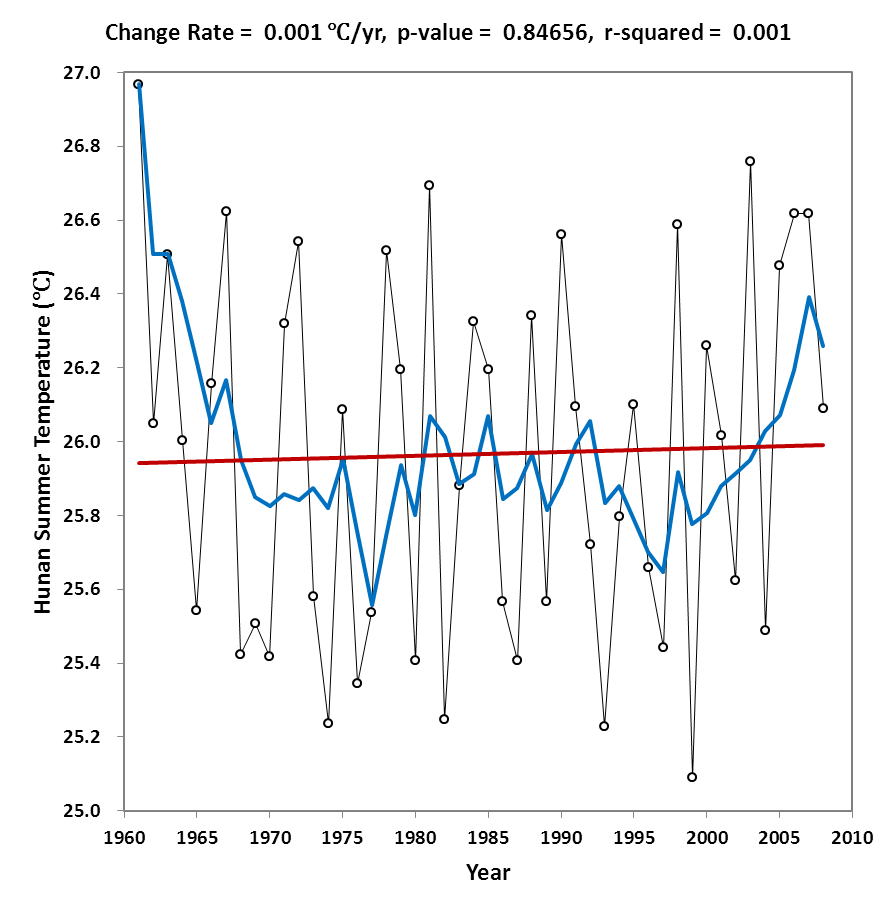 Change Rate = 0.001 ℃/yr, p-value = 0.84656, r-squared = 0.001
27.0
26.8
26.6
26.4
26.2
26.0
25.8
25.6
25.4
25.2
25.0
Hunan Summer Temperature (℃)
1960 1965 1970 1975 1980 1985 1990 1995 2000 2005 2010
Year